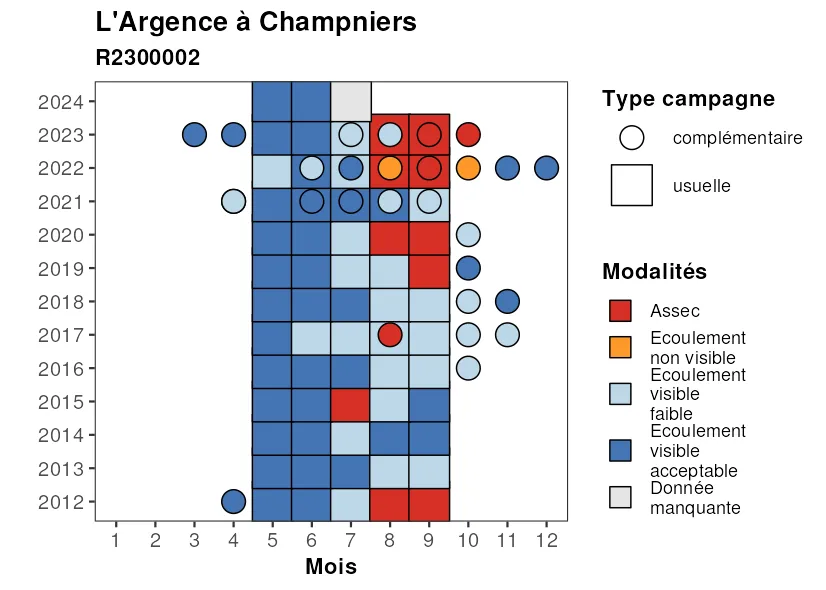 L'Argence à Champniers
R2300002
2024
2023
2022
2021
2020
2019
2018
2017
2016
2015
2014
2013
2012
1 2 3 4 5 6 7 8 9 10 11 12
Mois
Type campagne
complémentaire
usuelle
Modalités
Assec
Ecoulement
non visible
Ecoulement
visible
faible
Ecoulement
visible
acceptable
Donnée
manquante